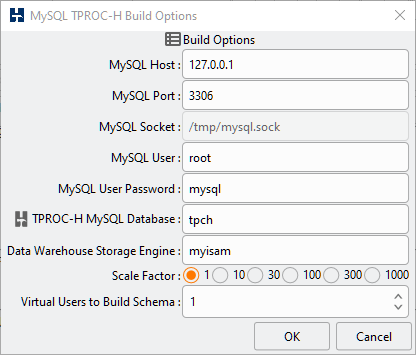 MySQL TPROC-H Build Options
Build Options
MySQL Host : 127.0.0.1
MySQL Port : 3306
MySQL Socket : /tmp/mysql.sock
MySQL User : root
MySQL User Password : mysql
TPROC-H MySQL Database : tpch
Data Warehouse Storage Engine : myisam
Scale Factor : 1 10 30 100 300 1000
Virtual Users to Build Schema : 1
OK Cancel